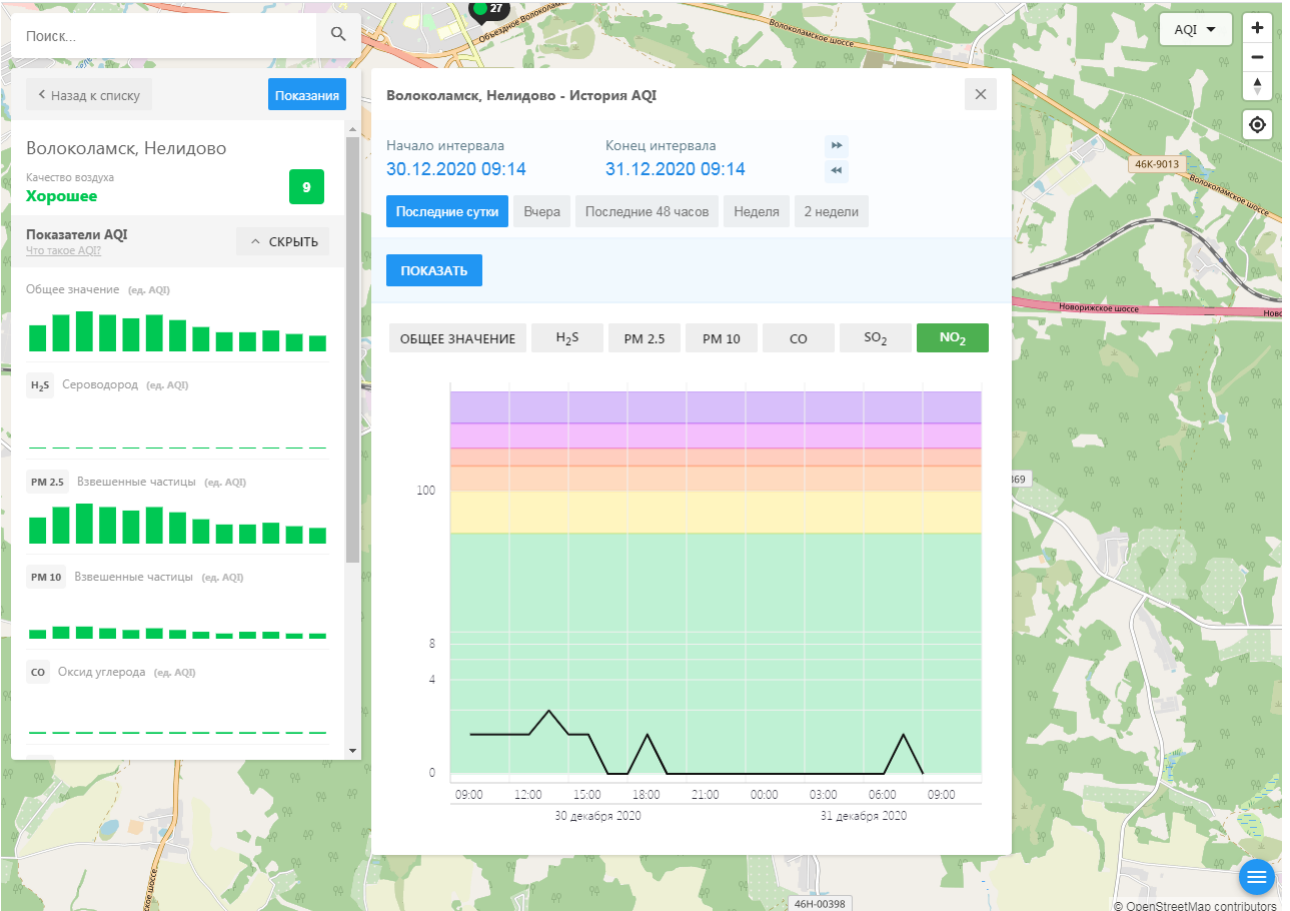 27
Объездное Волоколамск
Волоколамское шоссе
Поиск...
AQI
+
−
Назад к списку
Показания
Волоколамск, Нелидово
Качество воздуха
Хорошее
9
Показатели AQI
Что такое AQI?
СКРЫТЬ
Общее значение (ед. AQI)
H₂S Сероводород (ед. AQI)
PM 2.5 Взвешенные частицы (ед. AQI)
PM 10 Взвешенные частицы (ед. AQI)
CO Оксид углерода (ед. AQI)
Волоколамск, Нелидово - История AQI
Начало интервала
30.12.2020 09:14
Конец интервала
31.12.2020 09:14
Последние сутки
Вчера
Последние 48 часов
Неделя
2 недели
ПОКАЗАТЬ
ОБЩЕЕ ЗНАЧЕНИЕ
H₂S
PM 2.5
PM 10
CO
SO₂
NO₂
100
8
4
0
09:00 12:00 15:00 18:00 21:00 00:00 03:00 06:00 09:00
30 декабря 2020
31 декабря 2020
46К-9013
Волоколамское шоссе
Новорижское шоссе
Ново
369
шоссе
46Н-00398
© OpenStreetMap contributors